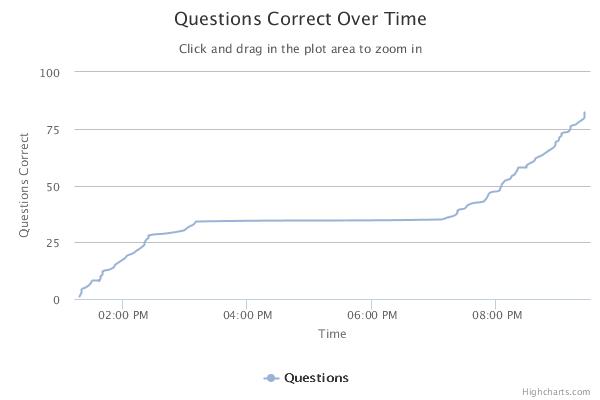 Questions Correct Over Time
Click and drag in the plot area to zoom in
Questions Correct
100
75
50
25
0
02:00 PM 04:00 PM 06:00 PM 08:00 PM
Time
Questions
Highcharts.com